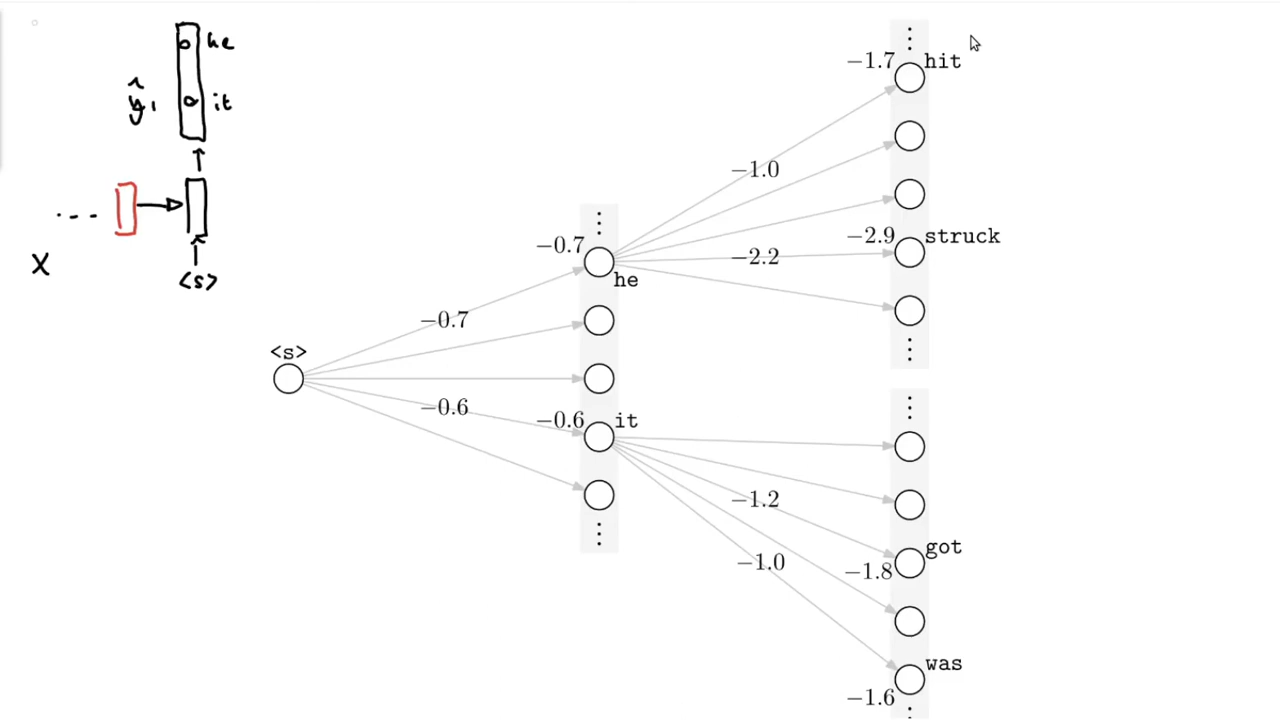 he
ŷ₁ it
...
X
<s>
<s>
−0.7
−0.6
⋮
−0.7
he
−0.6 it
⋮
−1.0
−2.2
⋮
−1.7 hit
−2.9 struck
⋮
−1.2
−1.0
⋮
got
−1.8
was
−1.6